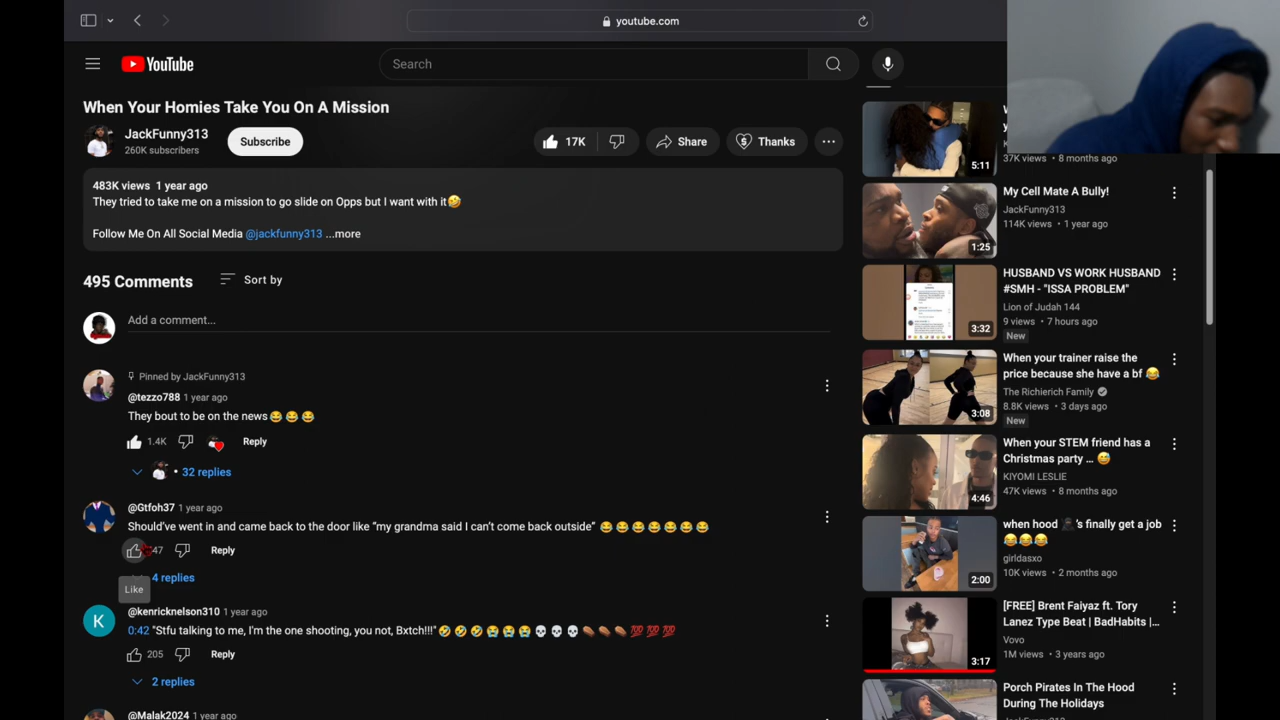 youtube.com
YouTube
Search
When Your Homies Take You On A Mission
JackFunny313
260K subscribers
Subscribe
17K
Share
Thanks
483K views 1 year ago
They tried to take me on a mission to go slide on Opps but I want with it🤣
Follow Me On All Social Media @jackfunny313 ...more
495 Comments
Sort by
Add a comment...
Pinned by JackFunny313
@tezzo788 1 year ago
They bout to be on the news😂😂😂
1.4K
Reply
• 32 replies
@Gtfoh37 1 year ago
Should've went in and came back to the door like “my grandma said I can't come back outside” 😂😂😂😂😂😂😂
47
Reply
4 replies
Like
@kenricknelson310 1 year ago
0:42 "Stfu talking to me, I'm the one shooting, you not, Bxtch!!!"🤣🤣🤣😭😭😭💀💀💀⚰️⚰️⚰️💯💯💯
205
Reply
2 replies
@Malak2024 1 year ago
5:11
37K views • 8 months ago
My Cell Mate A Bully!
JackFunny313
114K views • 1 year ago
1:25
HUSBAND VS WORK HUSBAND
#SMH - "ISSA PROBLEM"
Lion of Judah 144
9 views • 7 hours ago
New
3:32
When your trainer raise the
price because she have a bf 😂
The Richierich Family
8.8K views • 3 days ago
New
3:08
When your STEM friend has a
Christmas party … 😅
KIYOMI LESLIE
47K views • 8 months ago
4:46
when hood 🥷🏿's finally get a job
😂😂😂
girldasxo
10K views • 2 months ago
2:00
[FREE] Brent Faiyaz ft. Tory
Lanez Type Beat | BadHabits |...
Vovo
1M views • 3 years ago
3:17
Porch Pirates In The Hood
During The Holidays